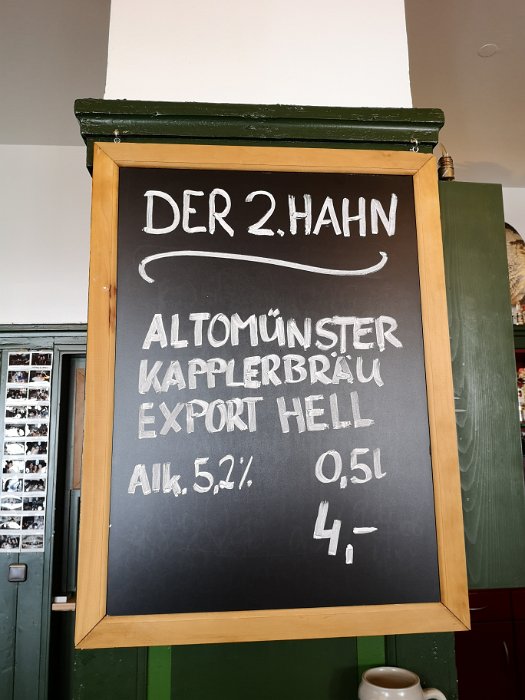 DER 2. HAHN
ALTOMÜNSTER
KAPPLERBRÄU
EXPORT HELL
Alk. 5,2% 0,5l
4,-